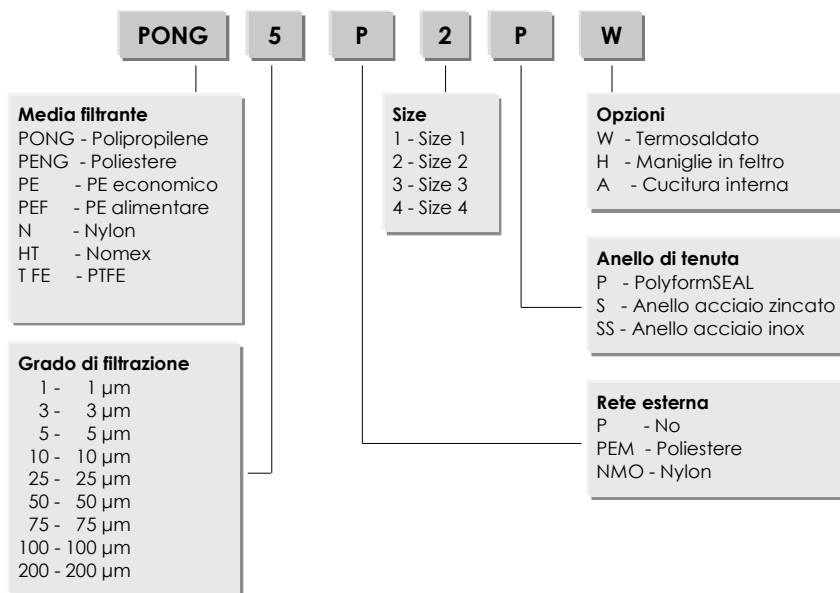 PONG 5 P 2 P W
Media filtrante
PONG - Polipropilene
PENG - Poliestere
PE - PE economico
PEF - PE alimentare
N - Nylon
HT - Nomex
T FE - PTFE
Grado di filtrazione
1 - 1 µm
3 - 3 µm
5 - 5 µm
10 - 10 µm
25 - 25 µm
50 - 50 µm
75 - 75 µm
100 - 100 µm
200 - 200 µm
Size
1 - Size 1
2 - Size 2
3 - Size 3
4 - Size 4
Opzioni
W - Termosaldato
H - Maniglie in feltro
A - Cucitura interna
Anello di tenuta
P - PolyformSEAL
S - Anello acciaio zincato
SS - Anello acciaio inox
Rete esterna
P - No
PEM - Poliestere
NMO - Nylon